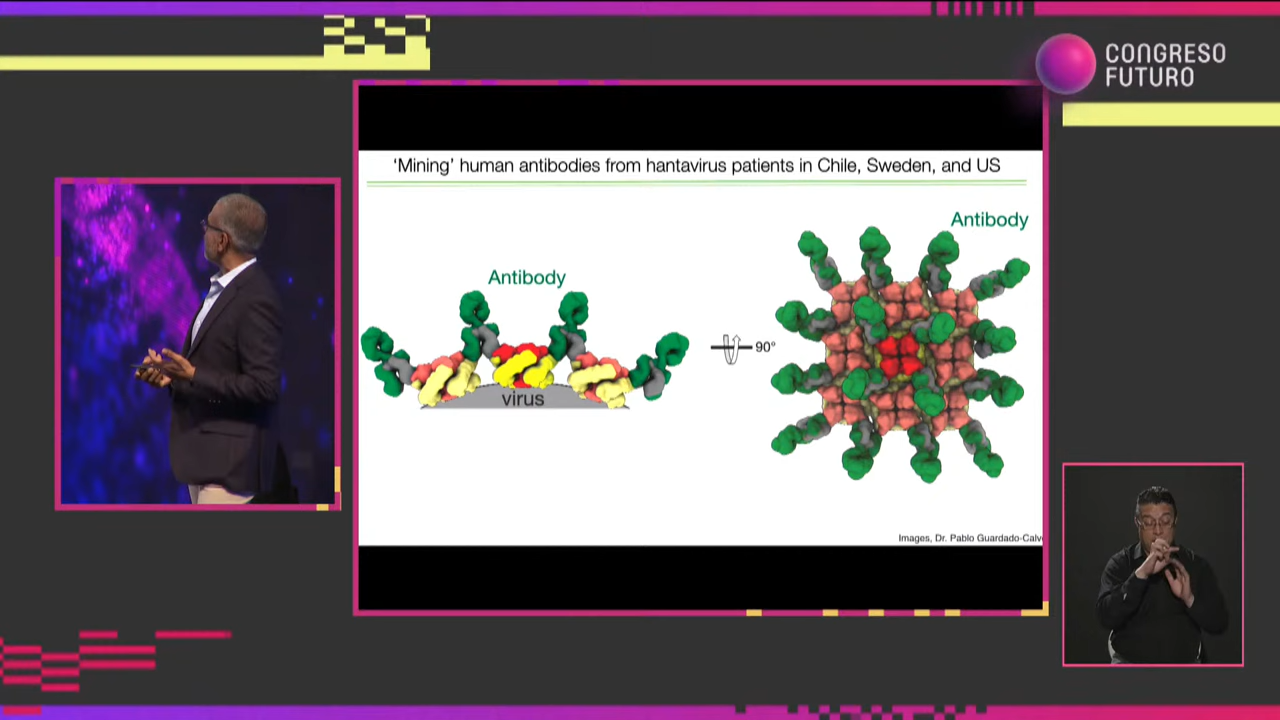 CONGRESO
FUTURO
'Mining' human antibodies from hantavirus patients in Chile, Sweden, and US
Antibody
Antibody
90°
virus
Images, Dr. Pablo Guardado-Calv